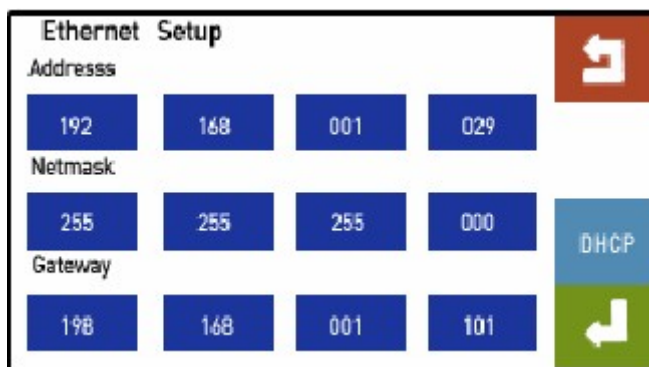 Ethernet Setup
Addresss
192 168 001 029
Netmask
255 255 255 000
DHCP
Gateway
198 168 001 101